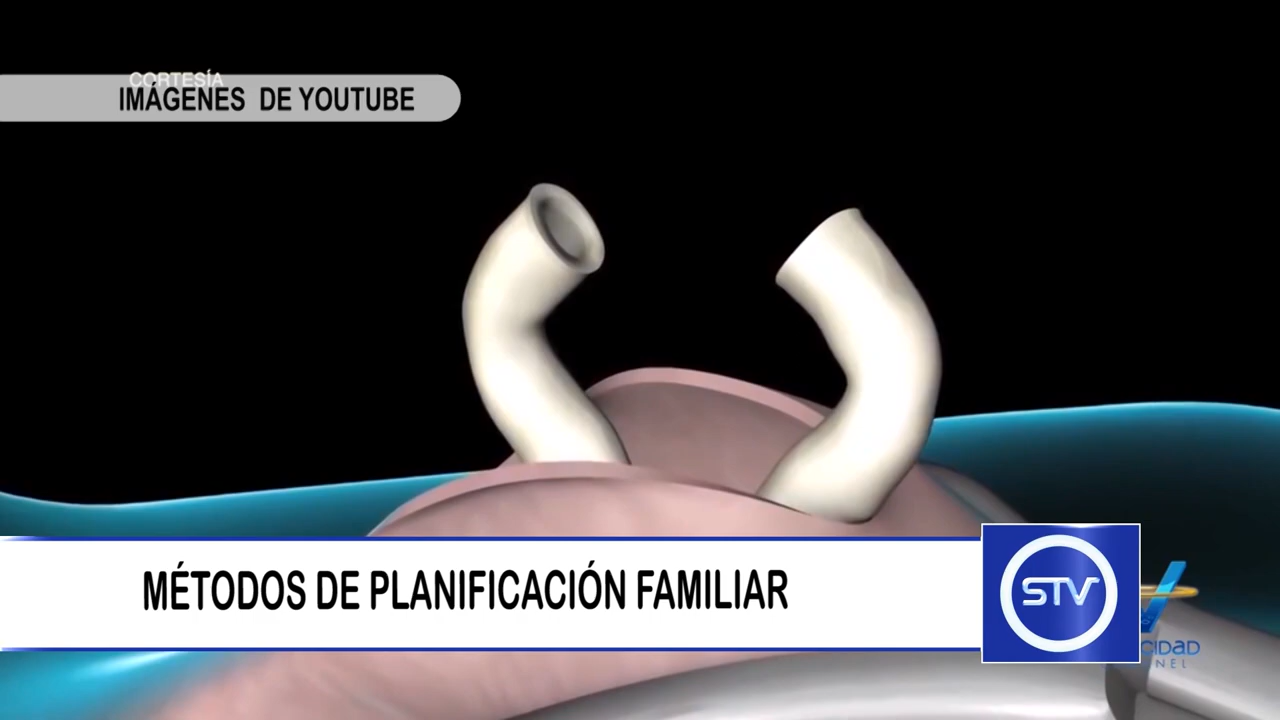 CORTESÍA
IMÁGENES DE YOUTUBE
MÉTODOS DE PLANIFICACIÓN FAMILIAR
STV